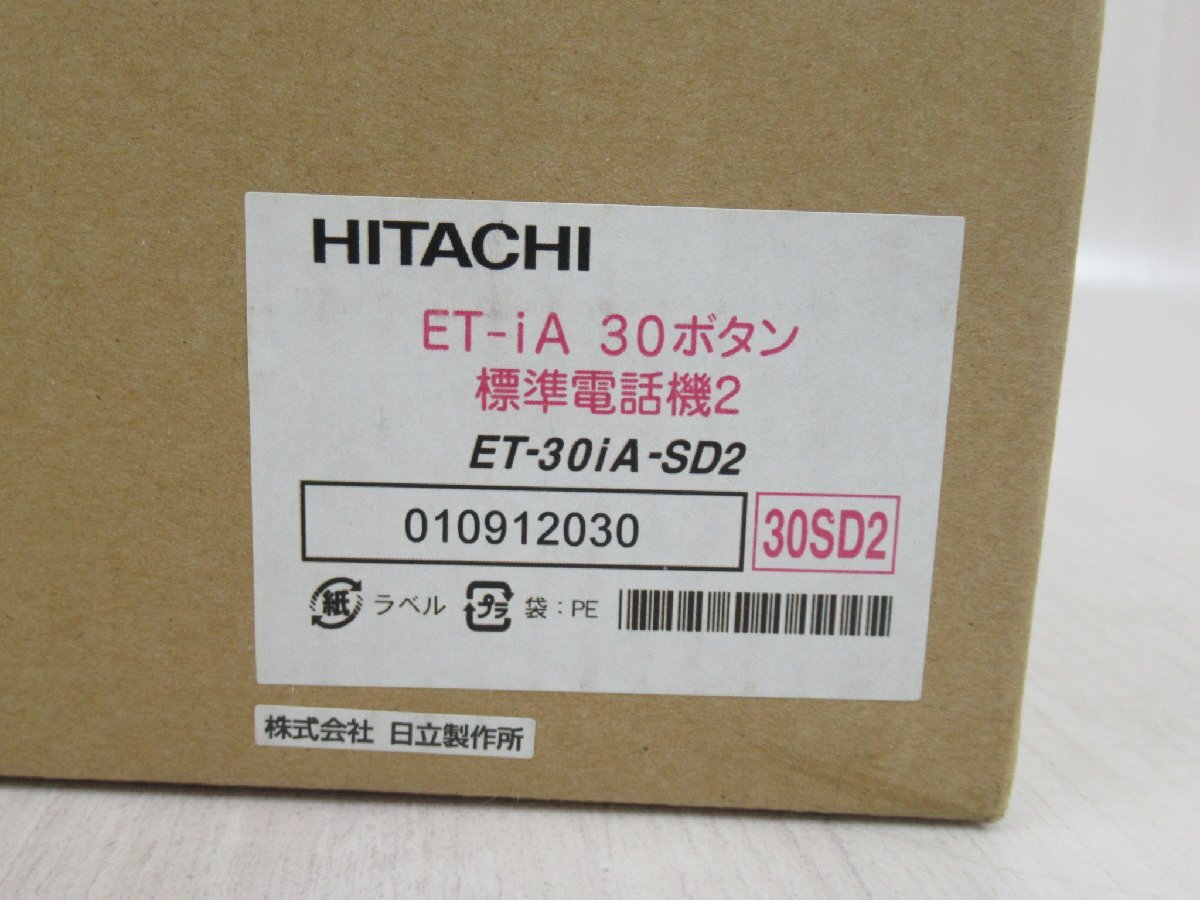 HITACHI
ET-iA 30ボタン
標準電話機2
ET-30iA-SD2
010912030 30SD2
紙 ラベル プラ 袋：PE
株式会社 日立製作所